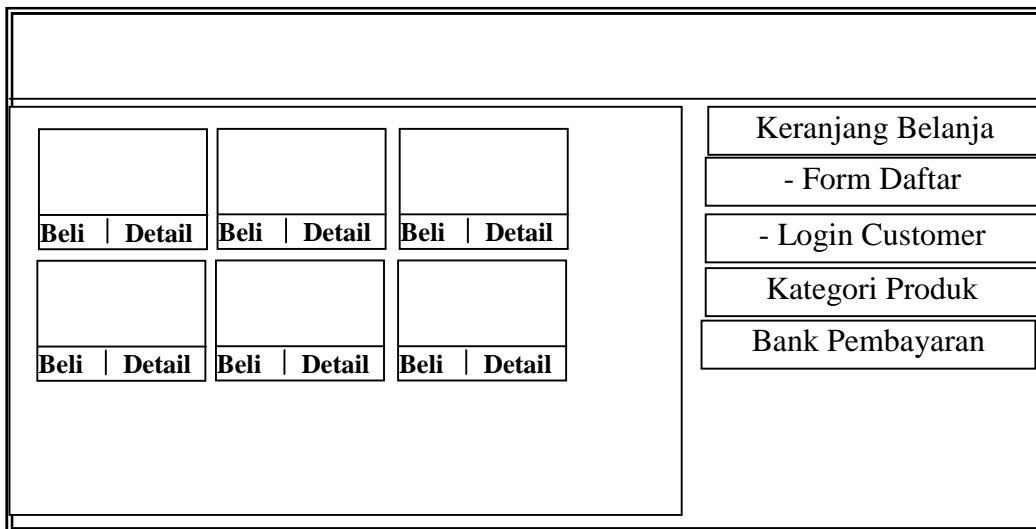 Beli | Detail Beli | Detail Beli | Detail
Beli | Detail Beli | Detail Beli | Detail
Keranjang Belanja
- Form Daftar
- Login Customer
Kategori Produk
Bank Pembayaran